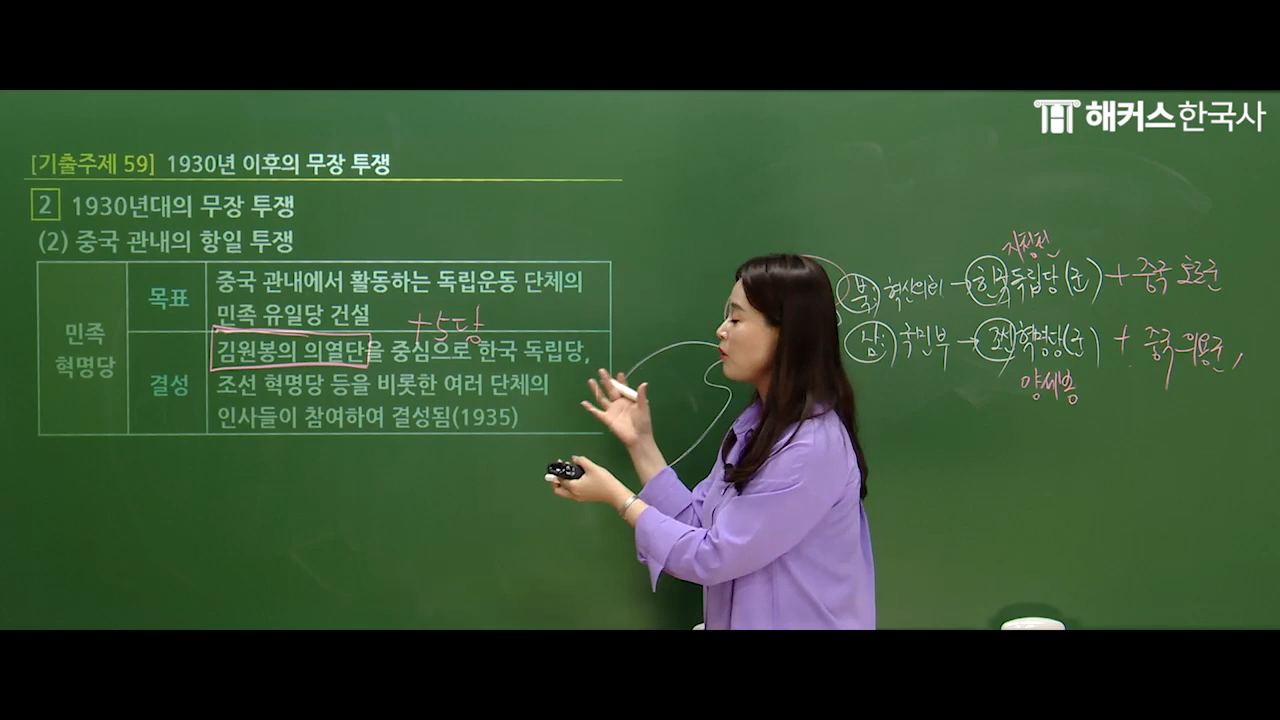 해커스한국사
[기출주제 59] 1930년 이후의 무장 투쟁
2 1930년대의 무장 투쟁
(2) 중국 관내의 항일 투쟁
민족
혁명당
목표
중국 관내에서 활동하는 독립운동 단체의
민족 유일당 건설
+5당
결성
김원봉의 의열단을 중심으로 한국 독립당,
조선 혁명당 등을 비롯한 여러 단체의
인사들이 참여하여 결성됨(1935)
지청천
북: 혁신의회 → 한국독립당(군) + 중국 호로군
삼: 국민부 → 조선혁명당(군) + 중국 의용군,
양세봉